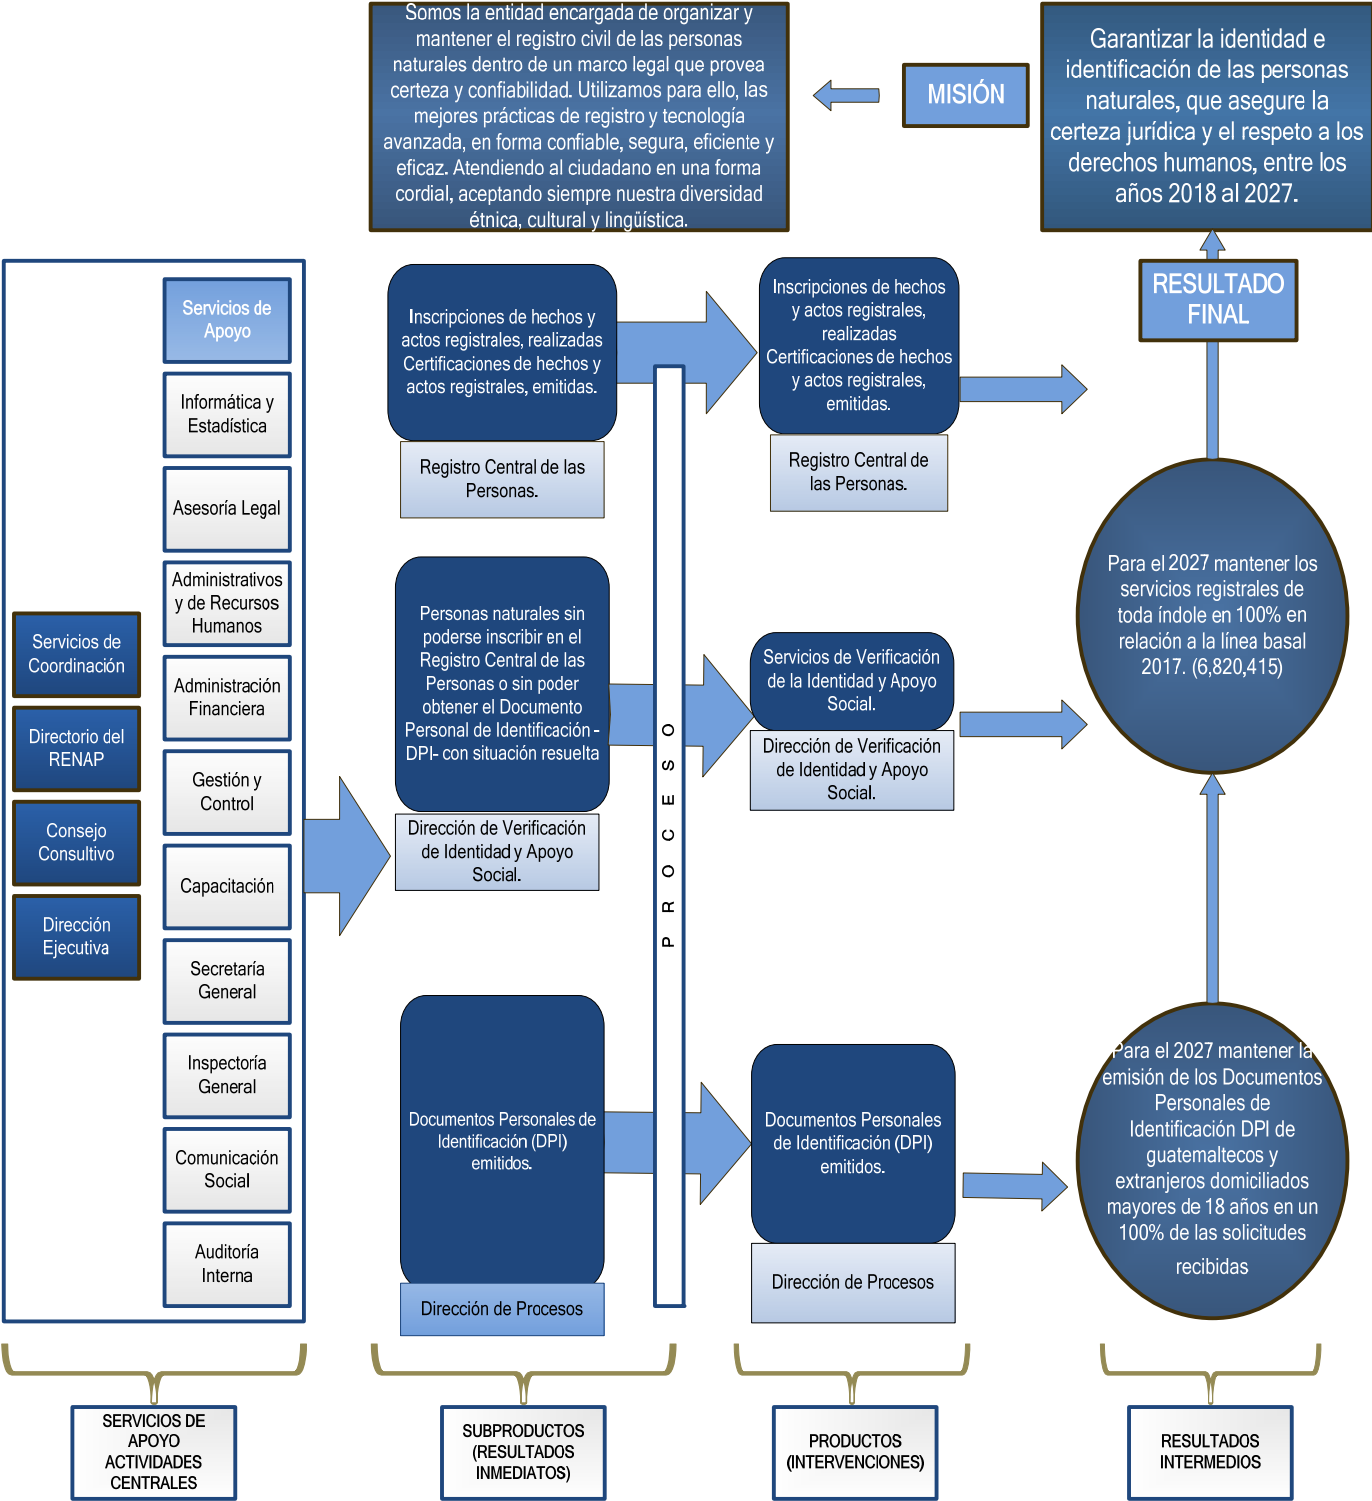 Somos la entidad encargada de organizar y
mantener el registro civil de las personas
naturales dentro de un marco legal que provea
certeza y confiabilidad. Utilizamos para ello, las
mejores prácticas de registro y tecnología
avanzada, en forma confiable, segura, eficiente y
eficaz. Atendiendo al ciudadano en una forma
cordial, aceptando siempre nuestra diversidad
étnica, cultural y lingüística.
MISIÓN
Garantizar la identidad e
identificación de las personas
naturales, que asegure la
certeza jurídica y el respeto a los
derechos humanos, entre los
años 2018 al 2027.
RESULTADO
FINAL
Servicios de
Coordinación
Directorio del
RENAP
Consejo
Consultivo
Dirección
Ejecutiva
Servicios de
Apoyo
Informática y
Estadística
Asesoría Legal
Administrativos
y de Recursos
Humanos
Administración
Financiera
Gestión y
Control
Capacitación
Secretaría
General
Inspectoría
General
Comunicación
Social
Auditoría
Interna
Inscripciones de hechos y
actos registrales, realizadas
Certificaciones de hechos y
actos registrales, emitidas.
Registro Central de las
Personas.
Personas naturales sin
poderse inscribir en el
Registro Central de las
Personas o sin poder
obtener el Documento
Personal de Identificación -
DPI- con situación resuelta
Dirección de Verificación
de Identidad y Apoyo
Social.
Documentos Personales de
Identificación (DPI)
emitidos.
Dirección de Procesos
PROCESO
Inscripciones de hechos
y actos registrales,
realizadas
Certificaciones de hechos
y actos registrales,
emitidas.
Registro Central de
las Personas.
Servicios de Verificación
de la Identidad y Apoyo
Social.
Dirección de Verificación
de Identidad y Apoyo
Social.
Documentos Personales
de Identificación (DPI)
emitidos.
Dirección de Procesos
Para el 2027 mantener los
servicios registrales de
toda índole en 100% en
relación a la línea basal
2017. (6,820,415)
Para el 2027 mantener la
emisión de los Documentos
Personales de
Identificación DPI de
guatemaltecos y
extranjeros domiciliados
mayores de 18 años en un
100% de las solicitudes
recibidas
SERVICIOS DE
APOYO
ACTIVIDADES
CENTRALES
SUBPRODUCTOS
(RESULTADOS
INMEDIATOS)
PRODUCTOS
(INTERVENCIONES)
RESULTADOS
INTERMEDIOS